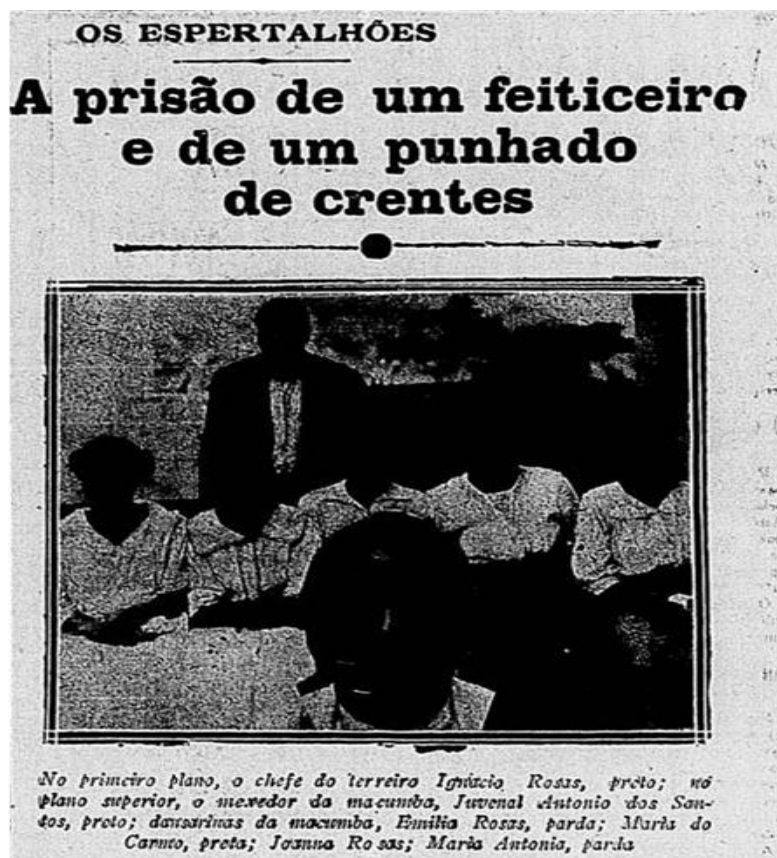 OS ESPERTALHÕES
A prisão de um feiticeiro
e de um punhado
de crentes
No primeiro plano, o chefe do terreiro Ignacio Rosas, preto; no
plano superior, o mexedor da macumba, Juvenal Antonio dos San-
tos, preto; dansarinas da macumba, Emilia Rosas, parda; Maria do
Carmo, preta; Joanna Rosas; Maria Antonia, parda